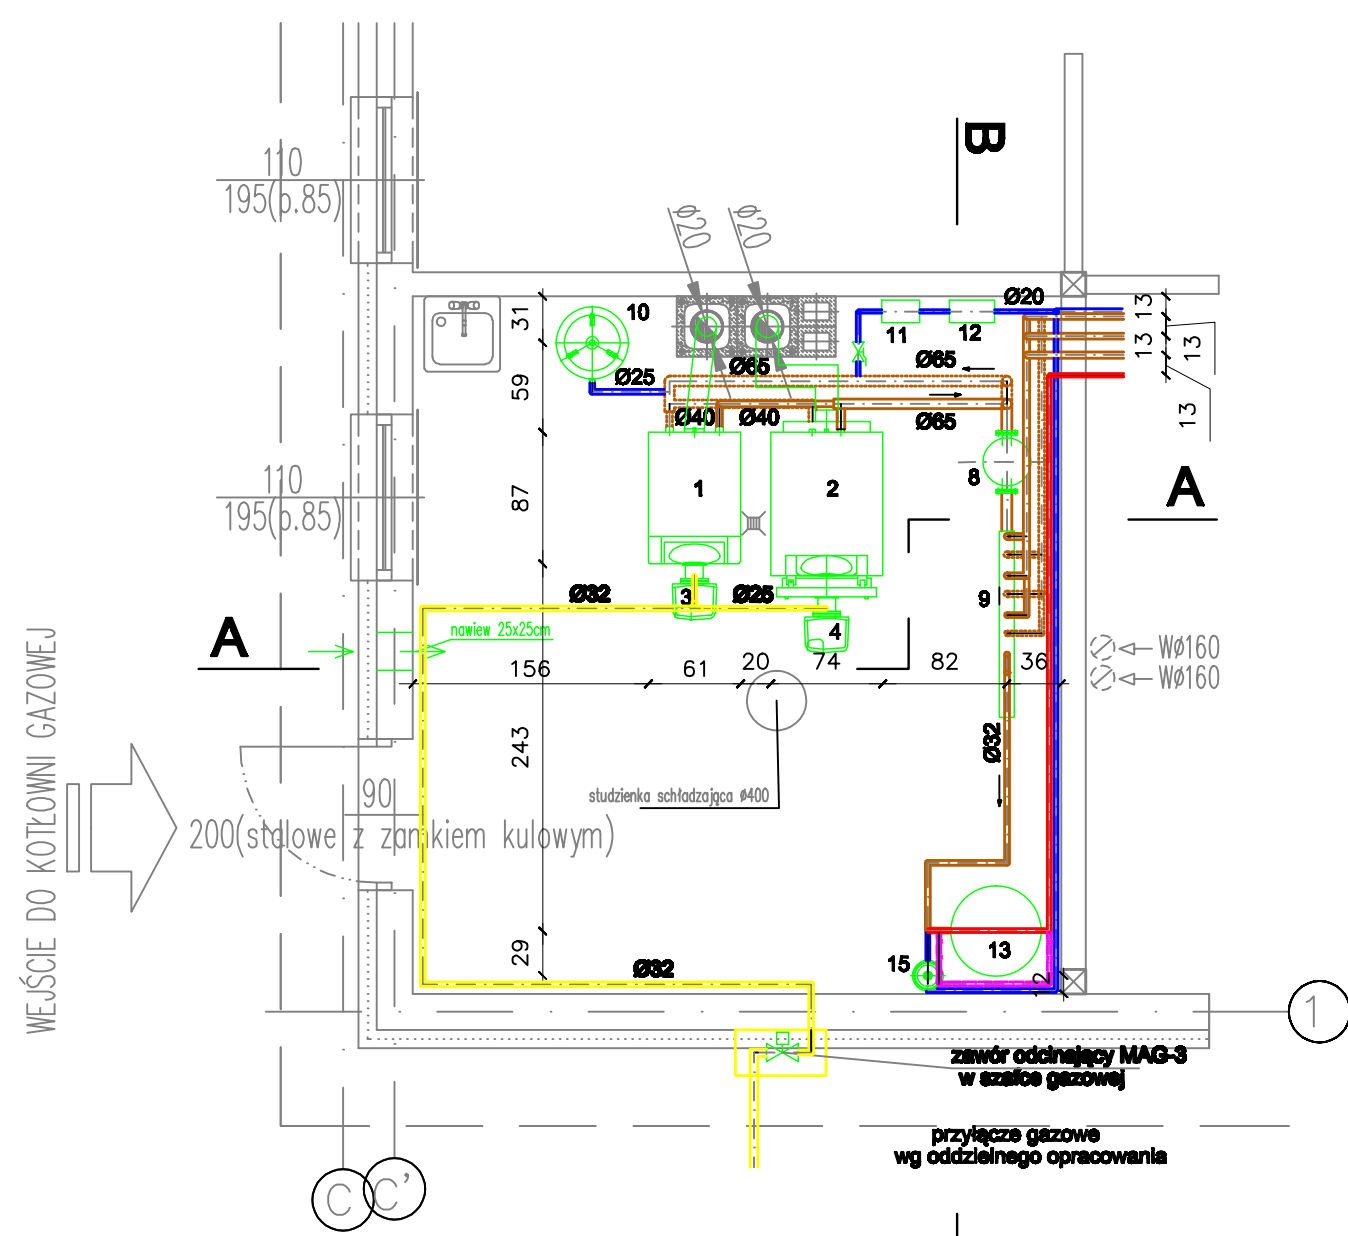 B
110
195(p.85)
ø20
ø20
10
11
12
Ø20
13
13
13
13
31
Ø25
Ø65
Ø65
59
Ø40
Ø40
Ø65
110
195(p.85)
87
1
2
8
A
Ø32
3
Ø25
9
A
nawiew 25x25cm
4
Wø160
Wø160
156
61
20
74
82
36
243
Ø32
studzienka schładzająca ø400
WEJŚCIE DO KOTŁOWNI GAZOWEJ
90
200(stalowe z zamkiem kulowym)
29
Ø32
15
13
12
1
zawór odcinający MAG-3
w szafce gazowej
przyłącze gazowe
wg oddzielnego opracowania
C
C'